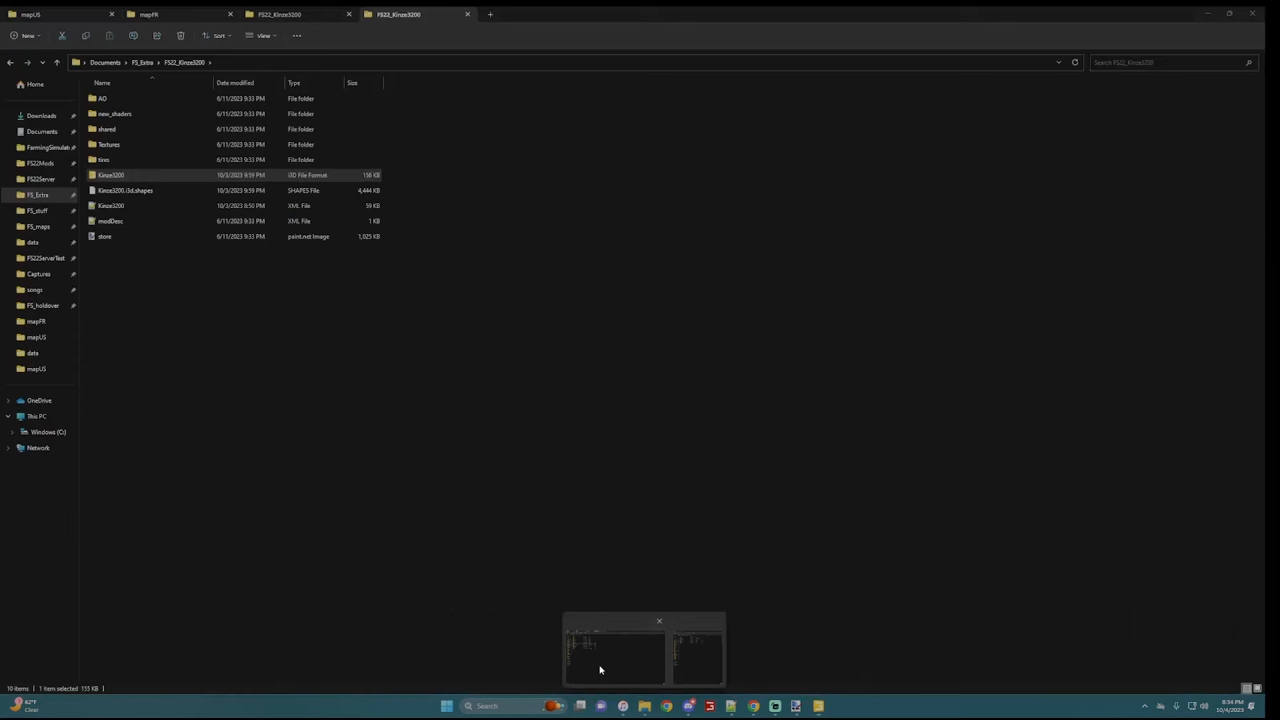 mapUS
mapFR
FS22_Kinze3200
FS22_Kinze3200
New
Sort
View
Documents
FS_Extra
FS22_Kinze3200
Search FS22_Kinze3200
Name
Date modified
Type
Size
Home
Downloads
Documents
FarmingSimulat
FS22Mods
FS22Server
FS_Extra
FS_stuff
FS_maps
data
FS22ServerTest
Captures
songs
FS_holdover
mapFR
mapUS
data
mapUS
OneDrive
This PC
Windows (C:)
Network
AO 6/11/2023 9:33 PM File folder
new_shaders 6/11/2023 9:33 PM File folder
shared 6/11/2023 9:33 PM File folder
Textures 6/11/2023 9:33 PM File folder
tires 6/11/2023 9:33 PM File folder
Kinze3200 10/3/2023 9:59 PM i3D File Format 156 KB
Kinze3200.i3d.shapes 10/3/2023 9:59 PM SHAPES File 4,444 KB
Kinze3200 10/3/2023 8:50 PM XML File 59 KB
modDesc 6/11/2023 9:33 PM XML File 1 KB
store 6/11/2023 9:33 PM paint.net Image 1,025 KB
10 items 1 item selected 155 KB
62°F
Clear
Search
8:34 PM
10/4/2023